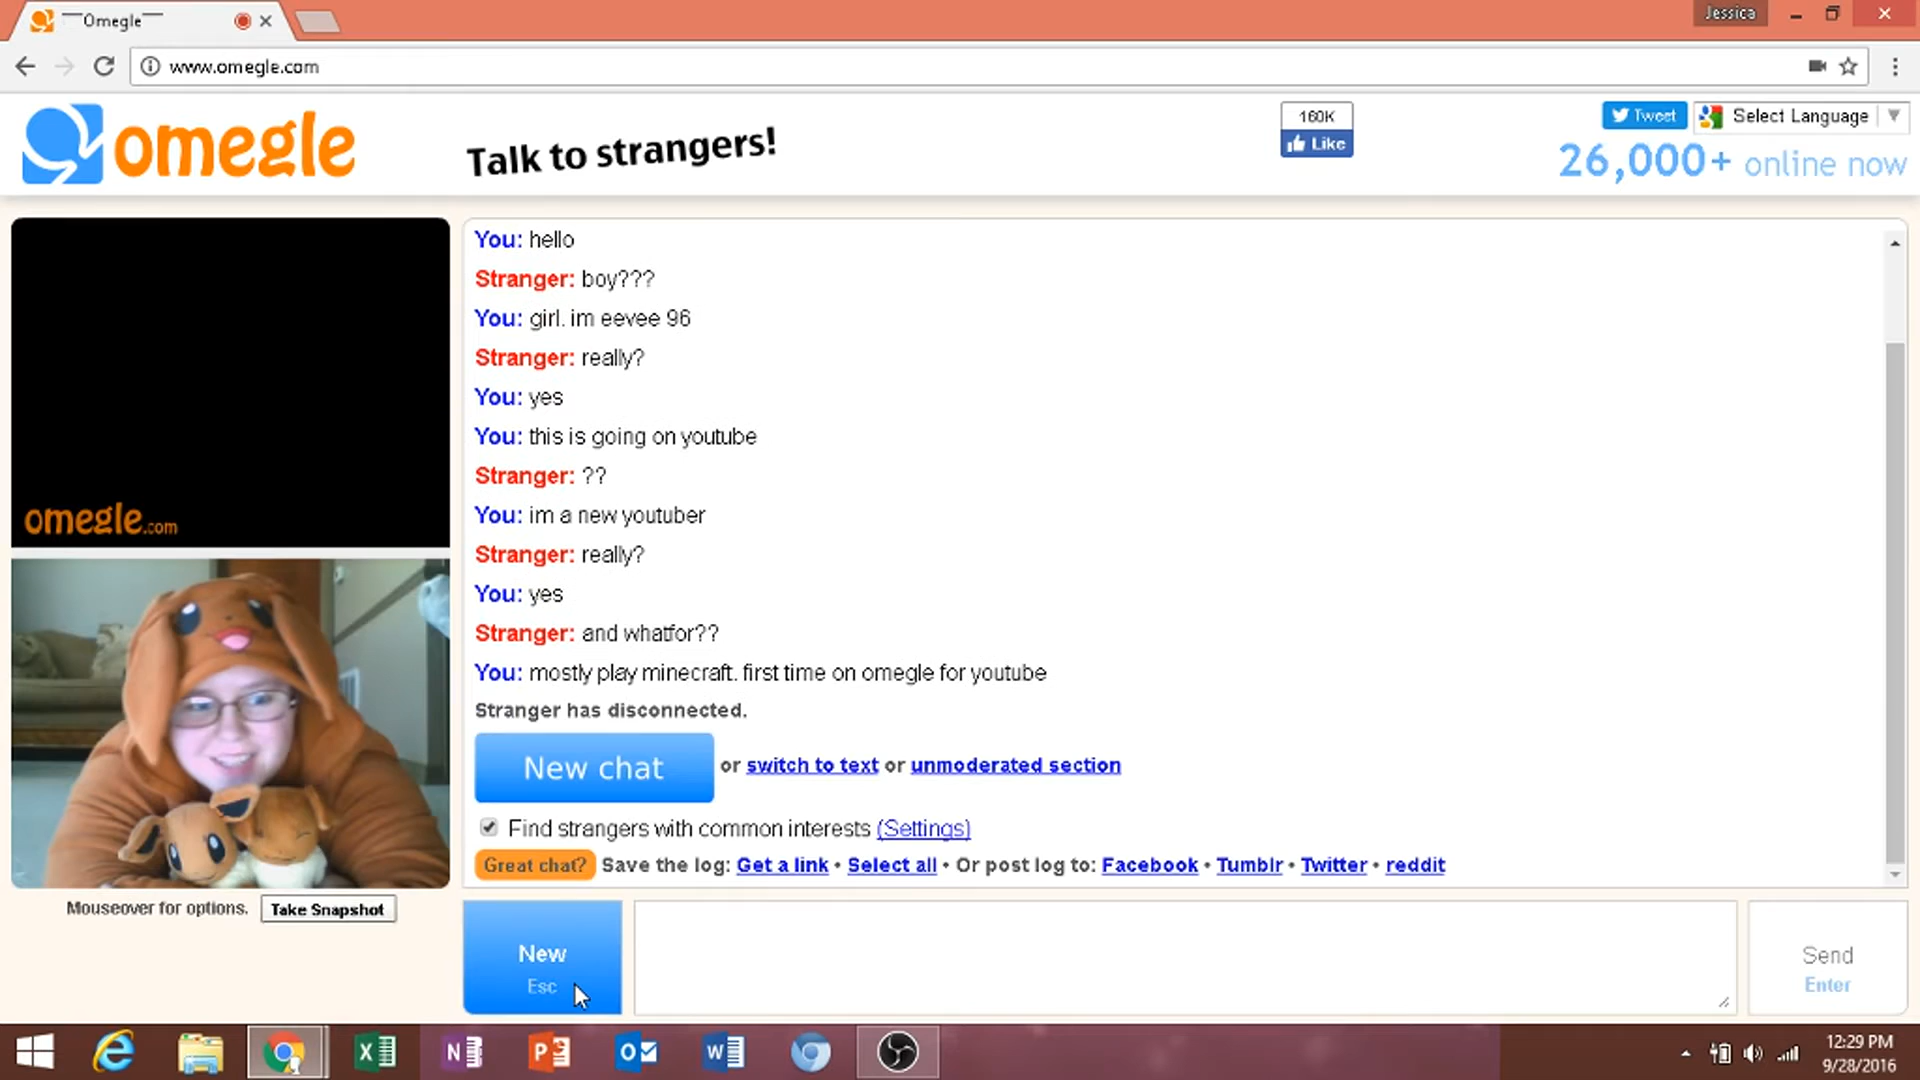 Omegle
Jessica
www.omegle.com
omegle
Talk to strangers!
160K
Like
Tweet
Select Language
26,000+ online now
You: hello
Stranger: boy???
You: girl. im eevee 96
Stranger: really?
You: yes
You: this is going on youtube
Stranger: ??
You: im a new youtuber
Stranger: really?
You: yes
Stranger: and whatfor??
You: mostly play minecraft. first time on omegle for youtube
Stranger has disconnected.
New chat or switch to text or unmoderated section
Find strangers with common interests (Settings)
Great chat? Save the log: Get a link • Select all • Or post log to: Facebook • Tumblr • Twitter • reddit
omegle.com
Mouseover for options. Take Snapshot
New
Esc
Send
Enter
12:29 PM
9/28/2016